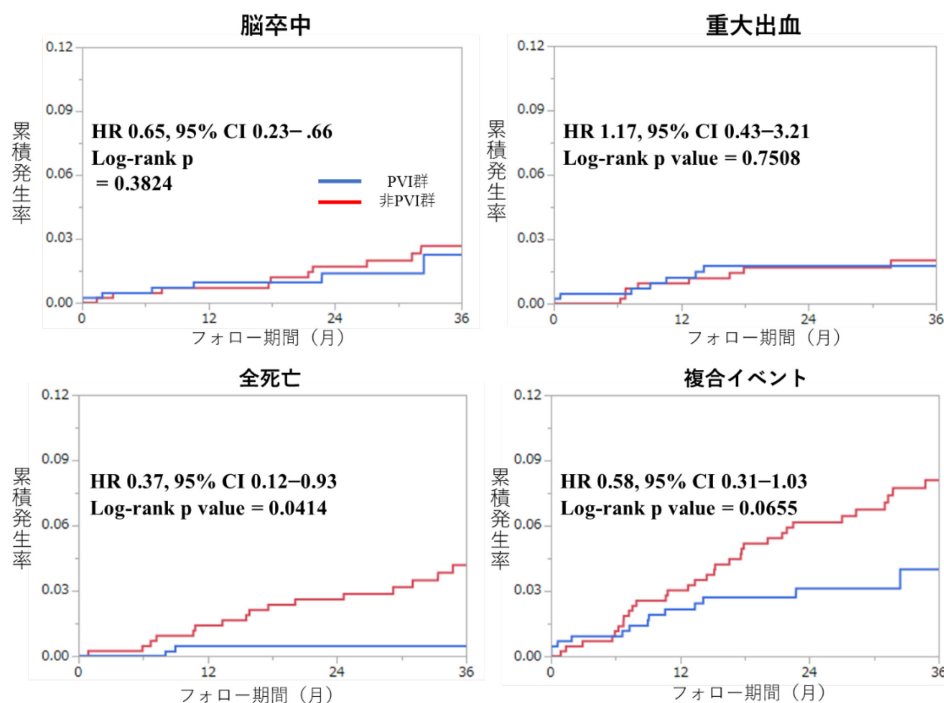 脳卒中
0.12
0.09
0.06
0.03
0.00
累積発生率
HR 0.65, 95% CI 0.23– .66
Log-rank p
= 0.3824
PVI群
非PVI群
0
12
24
36
フォロー期間（月）
重大出血
0.12
0.09
0.06
0.03
0.00
累積発生率
HR 1.17, 95% CI 0.43–3.21
Log-rank p value = 0.7508
0
12
24
36
フォロー期間（月）
全死亡
0.12
0.09
0.06
0.03
0.00
累積発生率
HR 0.37, 95% CI 0.12–0.93
Log-rank p value = 0.0414
0
12
24
36
フォロー期間（月）
複合イベント
0.12
0.09
0.06
0.03
0.00
累積発生率
HR 0.58, 95% CI 0.31–1.03
Log-rank p value = 0.0655
0
12
24
36
フォロー期間（月）